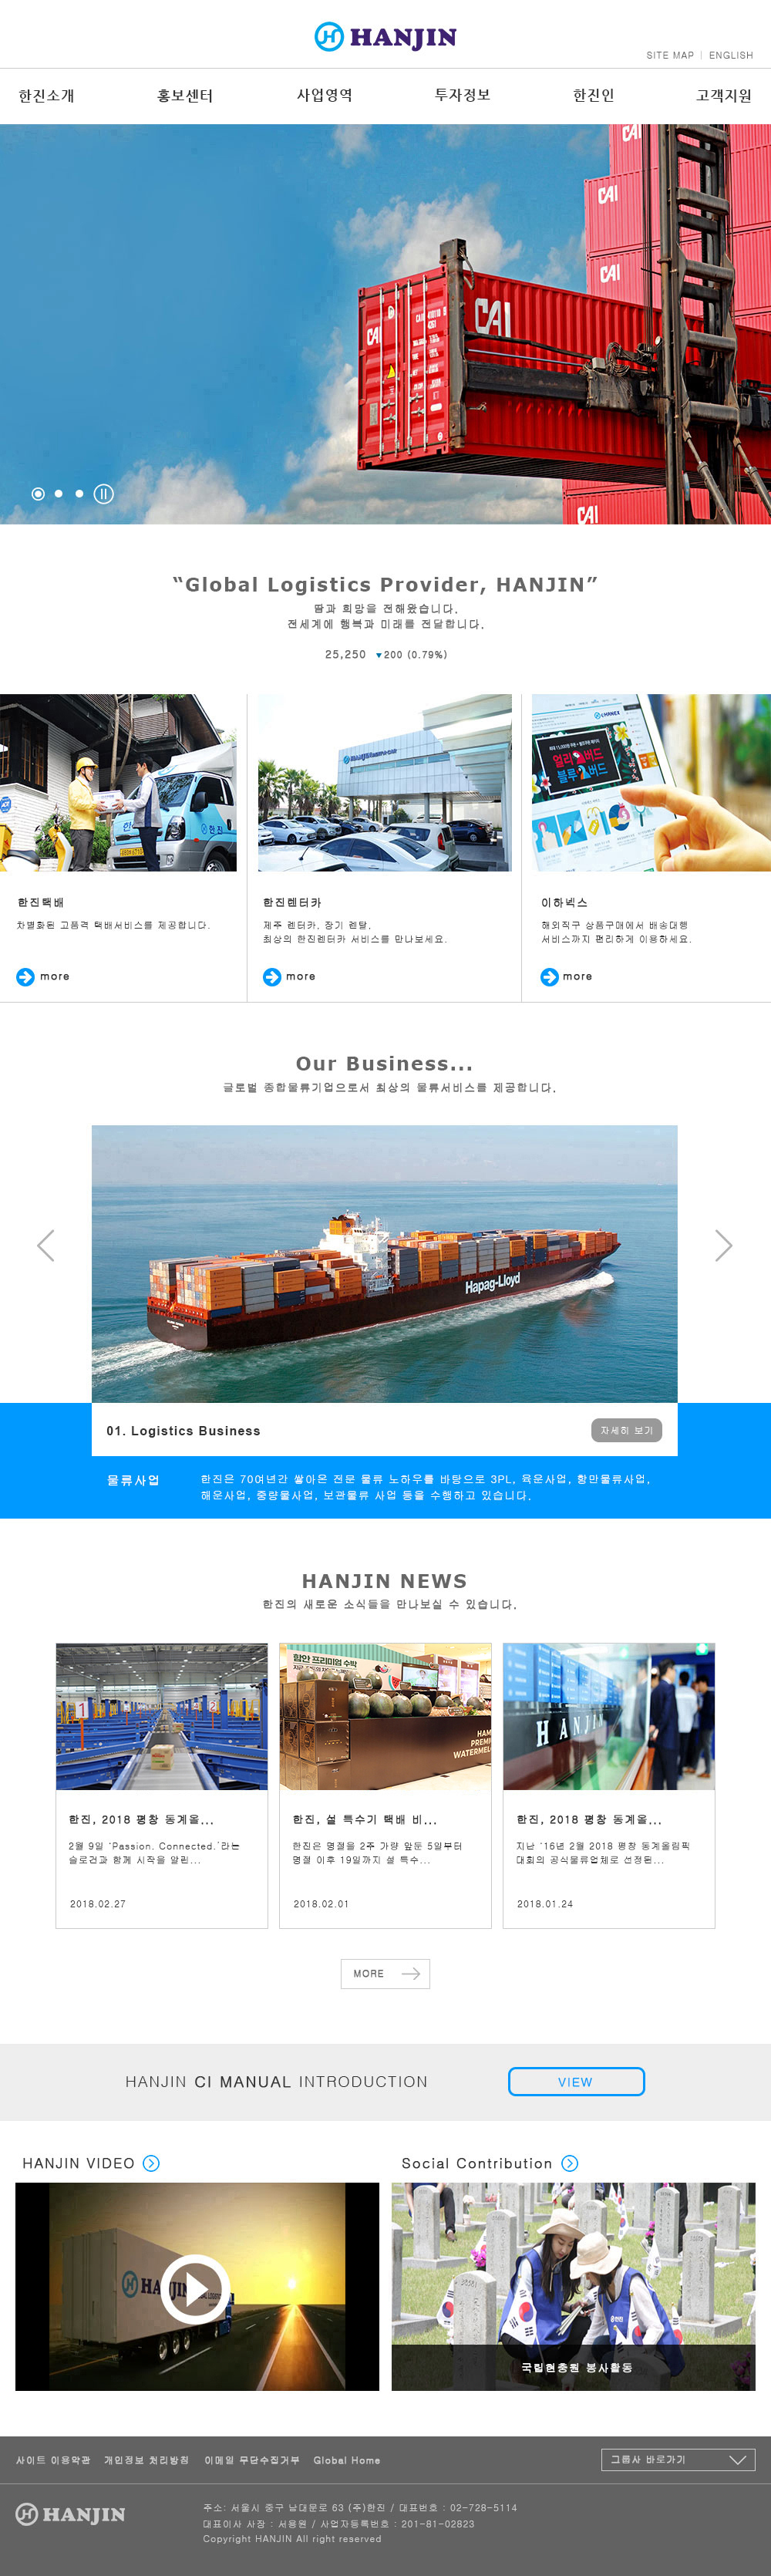 HANJIN
SITE MAP | ENGLISH
한진소개 홍보센터 사업영역 투자정보 한진인 고객지원
CAI
CAI
CAI
CAI
CAI
CAI
“Global Logistics Provider, HANJIN”
땀과 희망을 전해왔습니다.
전세계에 행복과 미래를 전달합니다.
25,250 ▼200 (0.79%)
한진택배
차별화된 고품격 택배서비스를 제공합니다.
more
한진렌터카
제주 렌터카, 장기 렌탈,
최상의 한진렌터카 서비스를 만나보세요.
more
얼리버드
블루버드
이하넥스
해외직구 상품구매에서 배송대행
서비스까지 편리하게 이용하세요.
more
Our Business...
글로벌 종합물류기업으로서 최상의 물류서비스를 제공합니다.
Hapag-Lloyd
01. Logistics Business
자세히 보기
물류사업
한진은 70여년간 쌓아온 전문 물류 노하우를 바탕으로 3PL, 육운사업, 항만물류사업,
해운사업, 중량물사업, 보관물류 사업 등을 수행하고 있습니다.
HANJIN NEWS
한진의 새로운 소식들을 만나보실 수 있습니다.
1 2
함안 프리미엄 수박
HANJIN
한진, 2018 평창 동계올...
2월 9일 ‘Passion. Connected.’라는
슬로건과 함께 시작을 알린...
2018.02.27
한진, 설 특수기 택배 비...
한진은 명절을 2주 가량 앞둔 5일부터
명절 이후 19일까지 설 특수...
2018.02.01
한진, 2018 평창 동계올...
지난 ‘16년 2월 2018 평창 동계올림픽
대회의 공식물류업체로 선정된...
2018.01.24
MORE
HANJIN CI MANUAL INTRODUCTION
VIEW
HANJIN VIDEO
Social Contribution
국립현충원 봉사활동
사이트 이용약관 개인정보 처리방침 이메일 무단수집거부 Global Home
그룹사 바로가기
HANJIN
주소: 서울시 중구 남대문로 63 (주)한진 / 대표번호 : 02-728-5114
대표이사 사장 : 서용원 / 사업자등록번호 : 201-81-02823
Copyright HANJIN All right reserved